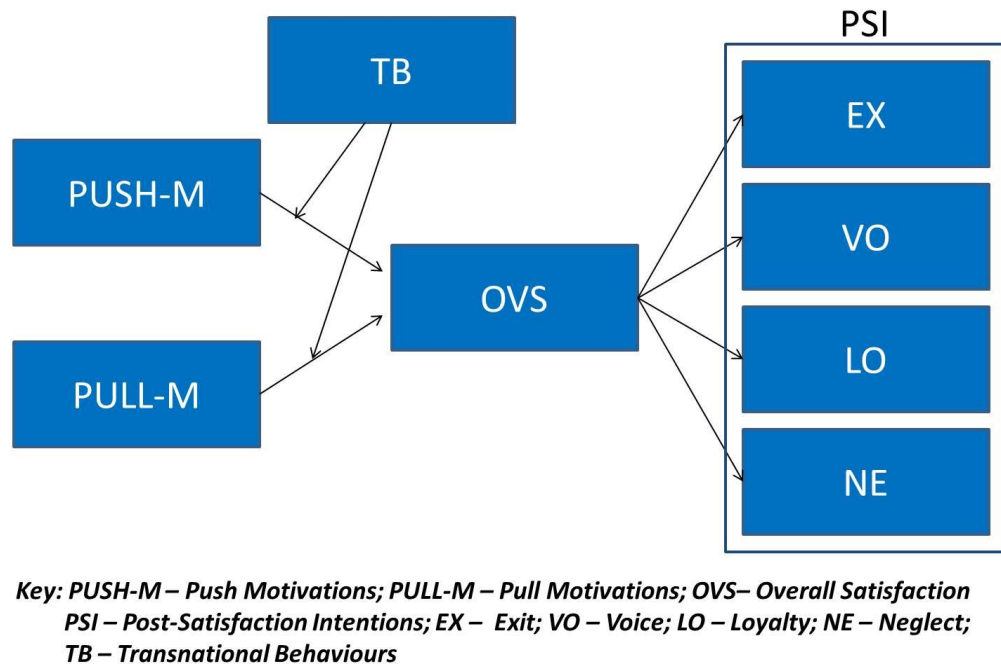 PSI
TB
EX
PUSH-M
VO
OVS
LO
PULL-M
NE
Key: PUSH-M – Push Motivations; PULL-M – Pull Motivations; OVS– Overall Satisfaction
PSI – Post-Satisfaction Intentions; EX – Exit; VO – Voice; LO – Loyalty; NE – Neglect;
TB – Transnational Behaviours